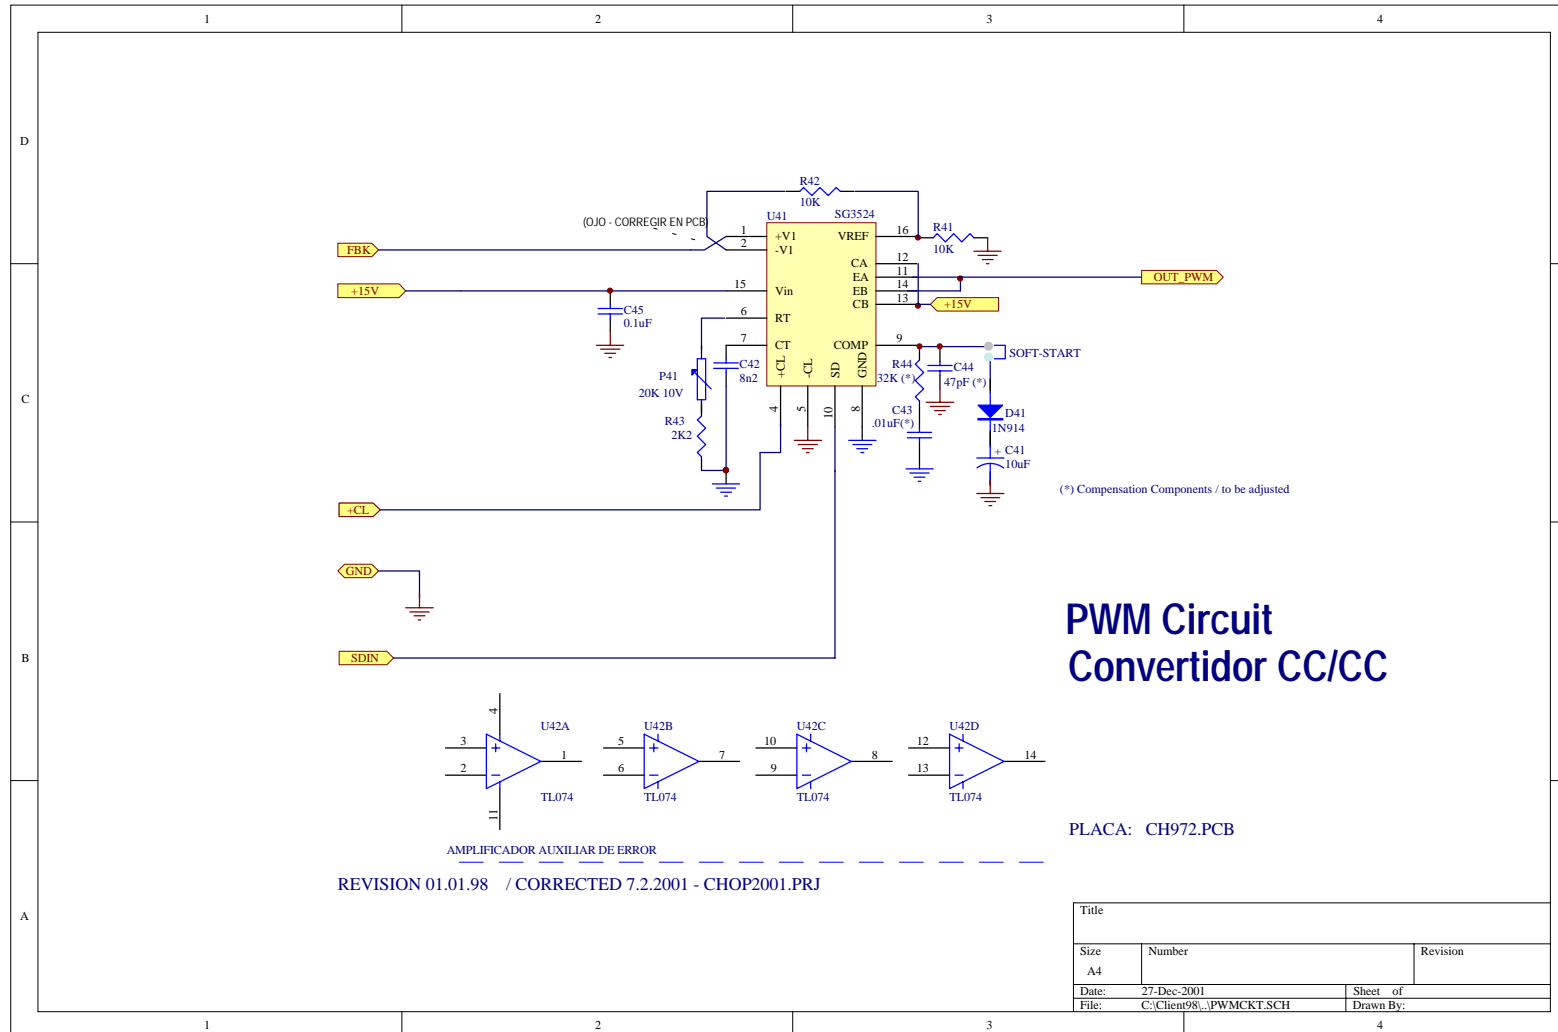 1 2 3 4
D
C
B
A
R42
10K
(OJO - CORREGIR EN PCB)
U41 SG3524
1 +V1 VREF 16
2 -V1
R41
10K
FBK
CA 12
EA 11
OUT_PWM
+15V
15 Vin EB 14
CB 13
+15V
C45
0.1uF
6 RT
7 CT COMP 9
SOFT-START
+CL -CL SD GND
4 5 10 8
P41
20K 10V
C42
8n2
R44
32K (*)
C44
47pF (*)
R43
2K2
C43
.01uF(*)
D41
1N914
+ C41
10uF
(*) Compensation Components / to be adjusted
+CL
GND
SDIN
PWM Circuit
Convertidor CC/CC
4 U42A U42B U42C U42D
3 + 1 5 + 7 10 + 8 12 + 14
2 - 6 - 9 - 13 -
11 TL074 TL074 TL074 TL074
PLACA: CH972.PCB
AMPLIFICADOR AUXILIAR DE ERROR
REVISION 01.01.98 / CORRECTED 7.2.2001 - CHOP2001.PRJ
Title
Size Number Revision
A4
Date: 27-Dec-2001 Sheet of
File: C:\Client98\..\PWMCKT.SCH Drawn By:
1 2 3 4